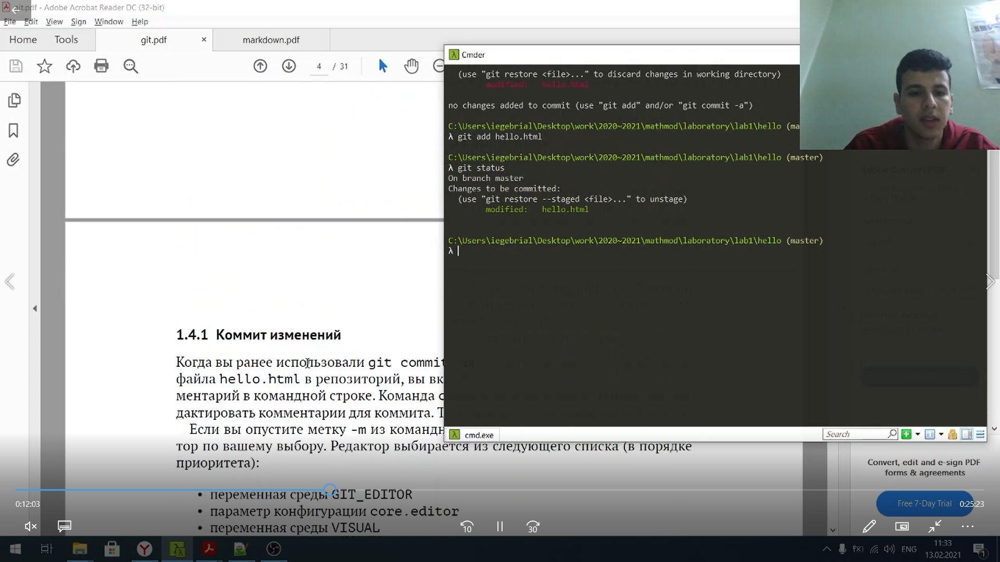 git.pdf - Adobe Acrobat Reader DC (32-bit)
File Edit View Sign Window Help
Home Tools git.pdf × markdown.pdf
4 / 31
Cmder
(use "git restore <file>..." to discard changes in working directory)
modified: hello.html
no changes added to commit (use "git add" and/or "git commit -a")
C:\Users\iegebrial\Desktop\work\2020~2021\mathmod\laboratory\lab1\hello (ma
λ git add hello.html
C:\Users\iegebrial\Desktop\work\2020~2021\mathmod\laboratory\lab1\hello (master)
λ git status
On branch master
Changes to be committed:
(use "git restore --staged <file>..." to unstage)
modified: hello.html
C:\Users\iegebrial\Desktop\work\2020~2021\mathmod\laboratory\lab1\hello (master)
λ
cmd.exe
Search
1.4.1 Коммит изменений
Когда вы ранее использовали git commit
файла hello.html в репозиторий, вы вк
ментарий в командной строке. Команда c
дактировать комментарии для коммита. Т
Если вы опустите метку -m из командн
тор по вашему выбору. Редактор выбирается из следующего списка (в порядке
приоритета):
• переменная среды GIT_EDITOR
• параметр конфигурации core.editor
• переменная среды VISUAL
Convert, edit and e-sign PDF
forms & agreements
Free 7-Day Trial
0:12:03
0:25:23
10
30
ENG
11:33
13.02.2021
1